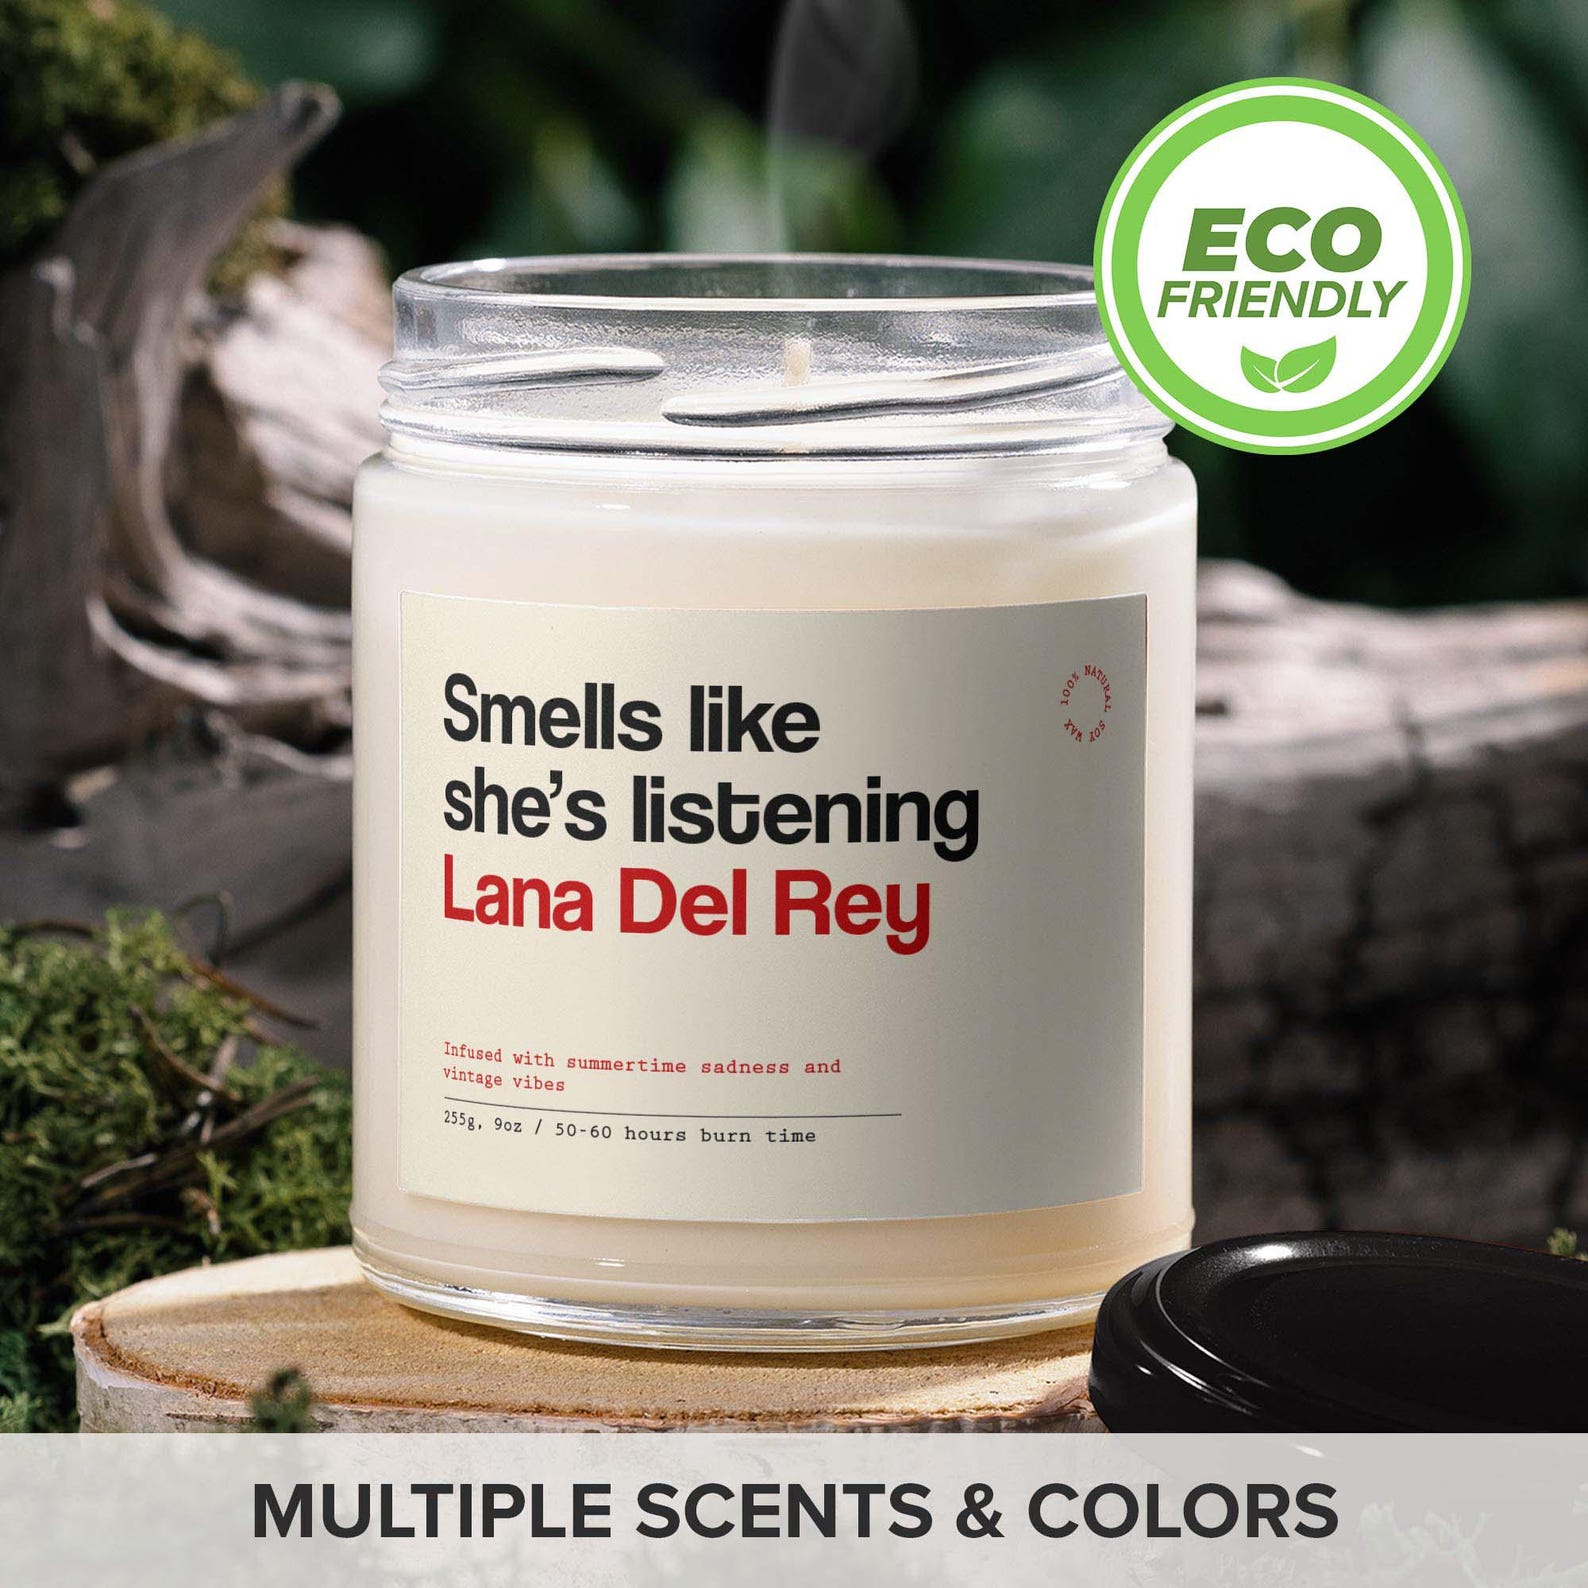 ECO
FRIENDLY
Smells like
she's listening
Lana Del Rey
100% NATURAL SOY WAX
Infused with summertime sadness and
vintage vibes
255g, 9oz / 50-60 hours burn time
MULTIPLE SCENTS & COLORS